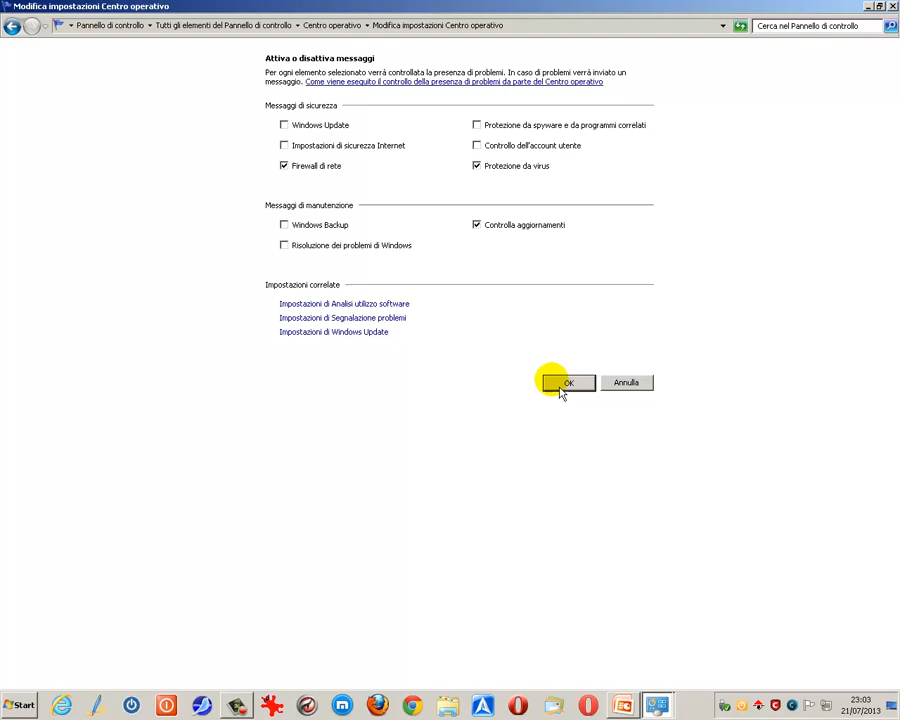 Modifica impostazioni Centro operativo
Pannello di controllo Tutti gli elementi del Pannello di controllo Centro operativo Modifica impostazioni Centro operativo Cerca nel Pannello di controllo
Attiva o disattiva messaggi
Per ogni elemento selezionato verrà controllata la presenza di problemi. In caso di problemi verrà inviato un
messaggio. Come viene eseguito il controllo della presenza di problemi da parte del Centro operativo
Messaggi di sicurezza
Windows Update Protezione da spyware e da programmi correlati
Impostazioni di sicurezza Internet Controllo dell'account utente
Firewall di rete Protezione da virus
Messaggi di manutenzione
Windows Backup Controlla aggiornamenti
Risoluzione dei problemi di Windows
Impostazioni correlate
Impostazioni di Analisi utilizzo software
Impostazioni di Segnalazione problemi
Impostazioni di Windows Update
OK Annulla
Start 23:03
21/07/2013